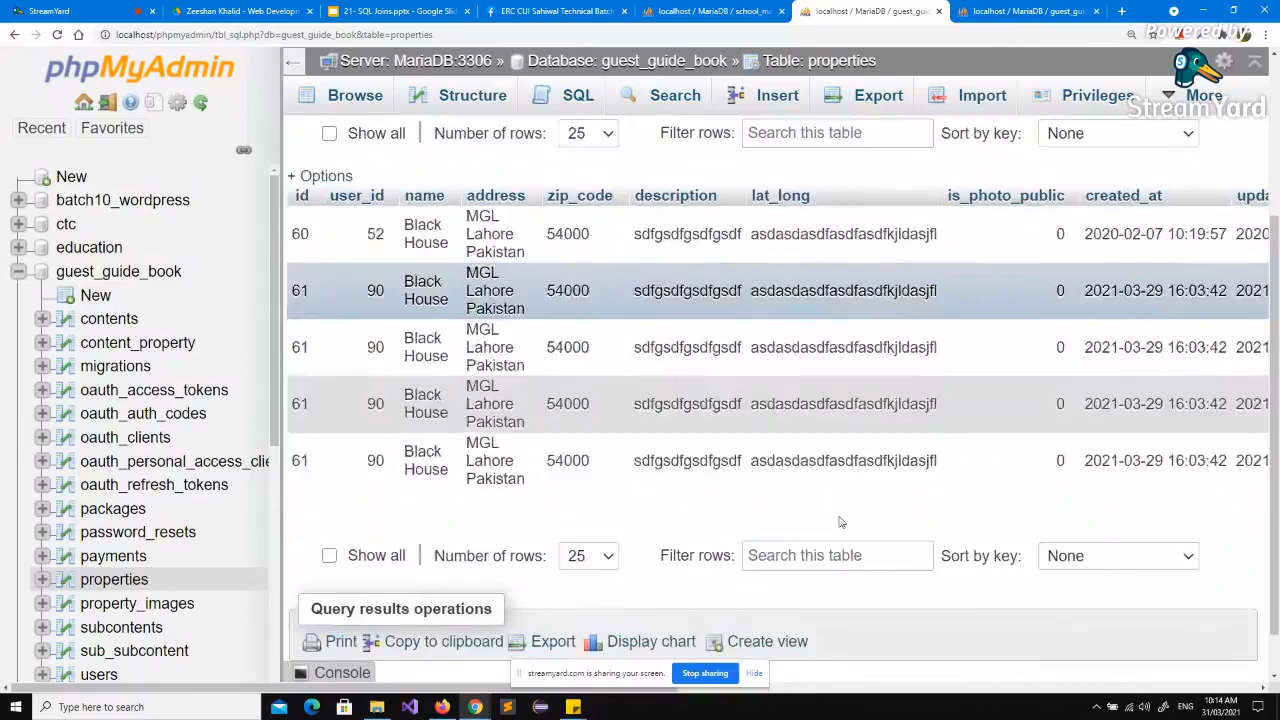 StreamYard
Zeeshan Khalid - Web Developm
21- SQL Joins.pptx - Google Slid
ERC CUI Sahiwal Technical Batch
localhost / MariaDB / school_ma
localhost / MariaDB / guest_guid
localhost / MariaDB / guest_gui
localhost/phpmyadmin/tbl_sql.php?db=guest_guide_book&table=properties
Powered by
StreamYard
phpMyAdmin
Recent
Favorites
New
batch10_wordpress
ctc
education
guest_guide_book
New
contents
content_property
migrations
oauth_access_tokens
oauth_auth_codes
oauth_clients
oauth_personal_access_clie
oauth_refresh_tokens
packages
password_resets
payments
properties
property_images
subcontents
sub_subcontent
users
Server: MariaDB:3306 » Database: guest_guide_book » Table: properties
Browse Structure SQL Search Insert Export Import Privileges More
Show all Number of rows: 25 Filter rows: Search this table Sort by key: None
+ Options
id user_id name address zip_code description lat_long is_photo_public created_at upda
60 52 Black House MGL Lahore Pakistan 54000 sdfgsdfgsdfgsdf asdasdasdfasdfasdfkjldasjfl 0 2020-02-07 10:19:57 2020
61 90 Black House MGL Lahore Pakistan 54000 sdfgsdfgsdfgsdf asdasdasdfasdfasdfkjldasjfl 0 2021-03-29 16:03:42 2021
61 90 Black House MGL Lahore Pakistan 54000 sdfgsdfgsdfgsdf asdasdasdfasdfasdfkjldasjfl 0 2021-03-29 16:03:42 2021
61 90 Black House MGL Lahore Pakistan 54000 sdfgsdfgsdfgsdf asdasdasdfasdfasdfkjldasjfl 0 2021-03-29 16:03:42 2021
61 90 Black House MGL Lahore Pakistan 54000 sdfgsdfgsdfgsdf asdasdasdfasdfasdfkjldasjfl 0 2021-03-29 16:03:42 2021
Show all Number of rows: 25 Filter rows: Search this table Sort by key: None
Query results operations
Print Copy to clipboard Export Display chart Create view
Console
streamyard.com is sharing your screen. Stop sharing Hide
Type here to search
ENG
10:14 AM
31/03/2021